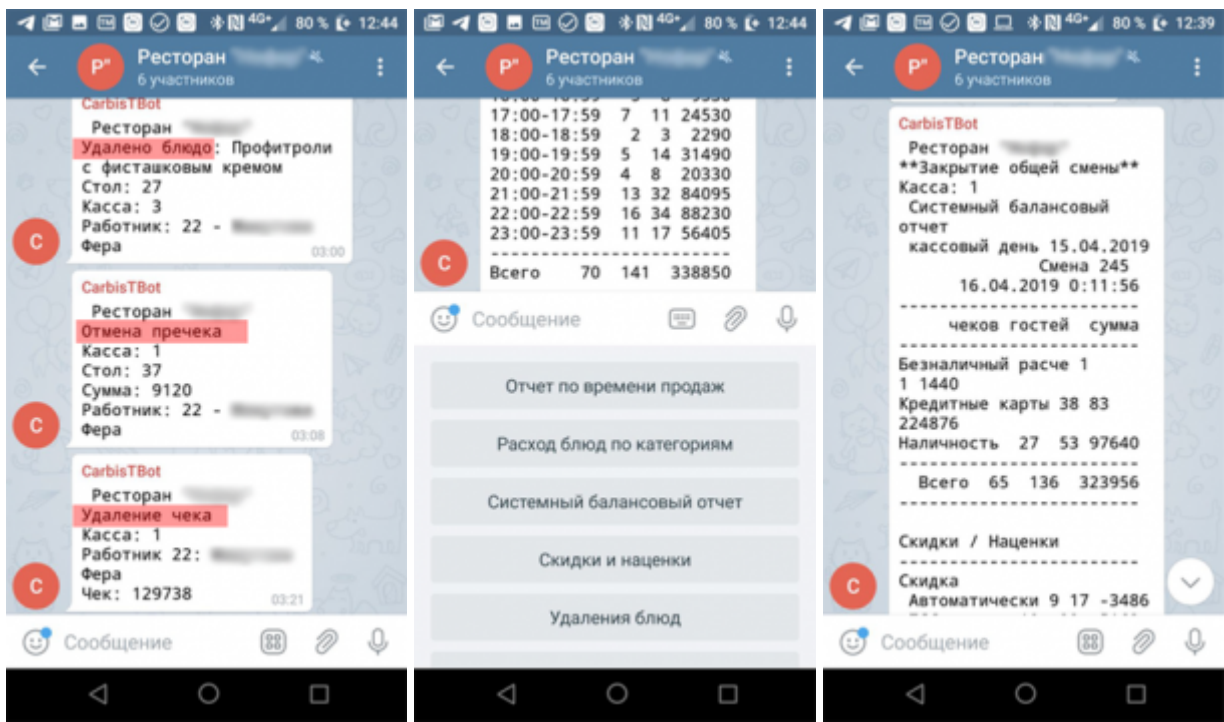 80 % 12:44
Ресторан
6 участников
CarbisTBot
Ресторан
Удалено блюдо: Профитроли
с фисташковым кремом
Стол: 27
Касса: 3
Работник: 22 -
Фера
03:00
C
CarbisTBot
Ресторан
Отмена пречека
Касса: 1
Стол: 37
Сумма: 9120
Работник: 22 -
Фера
03:08
C
CarbisTBot
Ресторан
Удаление чека
Касса: 1
Работник 22:
Фера
Чек: 129738
03:21
C
Сообщение
4G+ 80 % 12:44
P"
Ресторан
6 участников
17:00-17:59 7 11 24530
18:00-18:59 2 3 2290
19:00-19:59 5 14 31490
20:00-20:59 4 8 20330
21:00-21:59 13 32 84095
22:00-22:59 16 34 88230
23:00-23:59 11 17 56405
Всего 70 141 338850
C
Сообщение
Отчет по времени продаж
Расход блюд по категориям
Системный балансовый отчет
Скидки и наценки
Удаления блюд
4G+ 80 % 12:39
P"
Ресторан
6 участников
CarbisTBot
Ресторан
**Закрытие общей смены**
Касса: 1
Системный балансовый
отчет
кассовый день 15.04.2019
Смена 245
16.04.2019 0:11:56
чеков гостей сумма
Безналичный расче 1
1 1440
Кредитные карты 38 83
224876
Наличность 27 53 97640
Всего 65 136 323956
Скидки / Наценки
Скидка
Автоматически 9 17 -3486
C
Сообщение